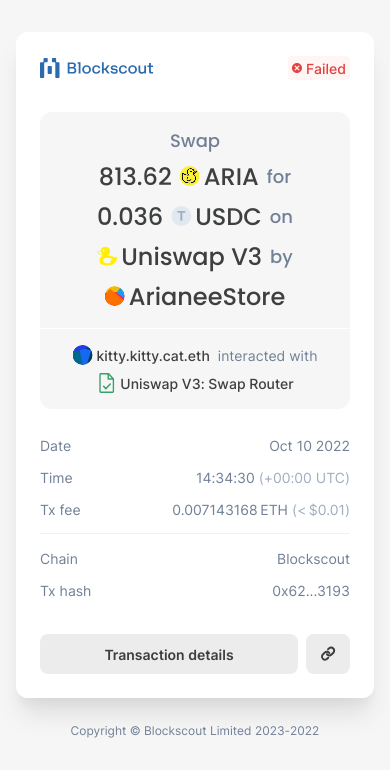 Blockscout
Failed
Swap
813.62 ARIA for
0.036 T USDC on
Uniswap V3 by
ArianeeStore
kitty.kitty.cat.eth interacted with
Uniswap V3: Swap Router
Date Oct 10 2022
Time 14:34:30 (+00:00 UTC)
Tx fee 0.007143168 ETH (< $0.01)
Chain Blockscout
Tx hash 0x62...3193
Transaction details
Copyright © Blockscout Limited 2023-2022